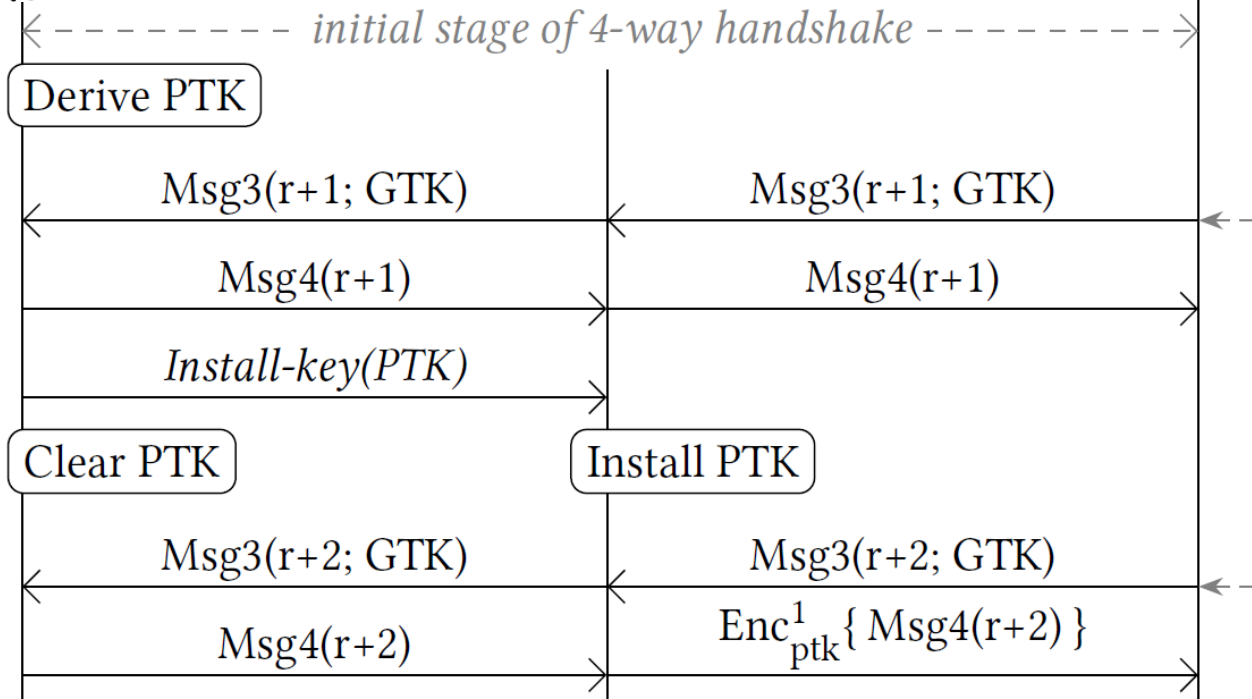 initial stage of 4-way handshake
Derive PTK
Msg3(r+1; GTK) Msg3(r+1; GTK)
Msg4(r+1) Msg4(r+1)
Install-key(PTK)
Clear PTK Install PTK
Msg3(r+2; GTK) Msg3(r+2; GTK)
Msg4(r+2) Enc¹ptk{ Msg4(r+2) }